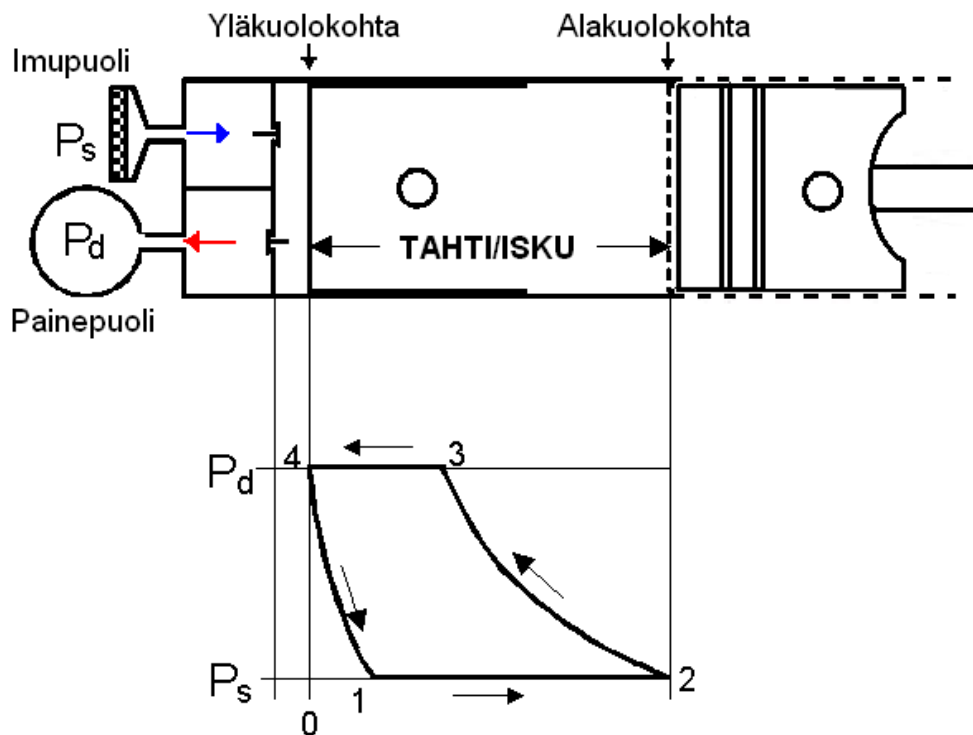 Yläkuolokohta
Alakuolokohta
Imupuoli
Ps
Pd
TAHTI/ISKU
Painepuoli
Pd
4
3
Ps
1
2
0